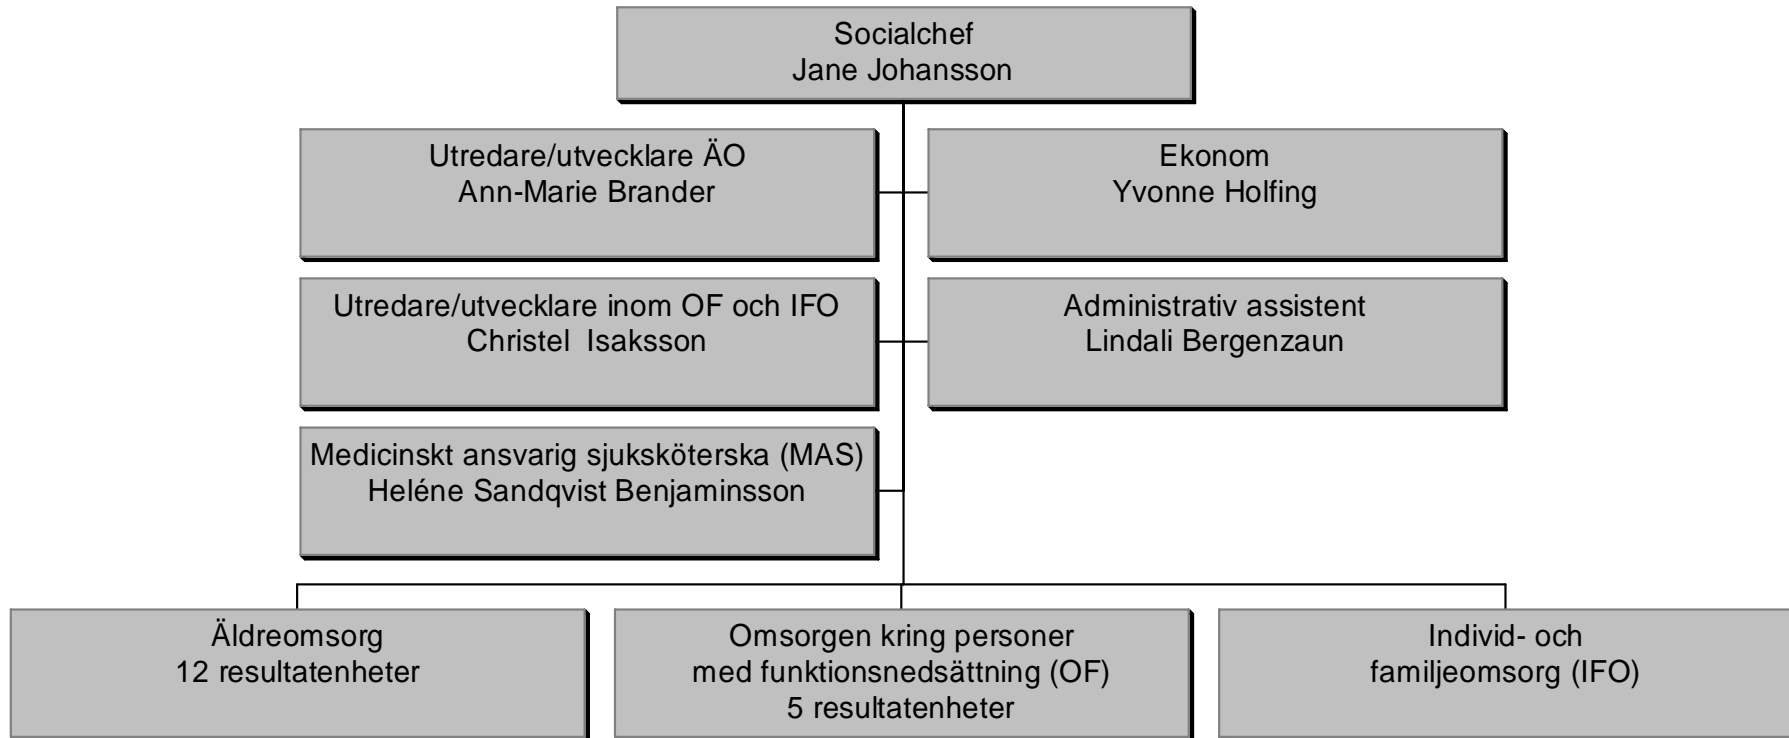 Socialchef
Jane Johansson
Utredare/utvecklare ÄO
Ann-Marie Brander
Ekonom
Yvonne Holfing
Utredare/utvecklare inom OF och IFO
Christel Isaksson
Administrativ assistent
Lindali Bergenzaun
Medicinskt ansvarig sjuksköterska (MAS)
Heléne Sandqvist Benjaminsson
Äldreomsorg
12 resultatenheter
Omsorgen kring personer
med funktionsnedsättning (OF)
5 resultatenheter
Individ- och
familjeomsorg (IFO)